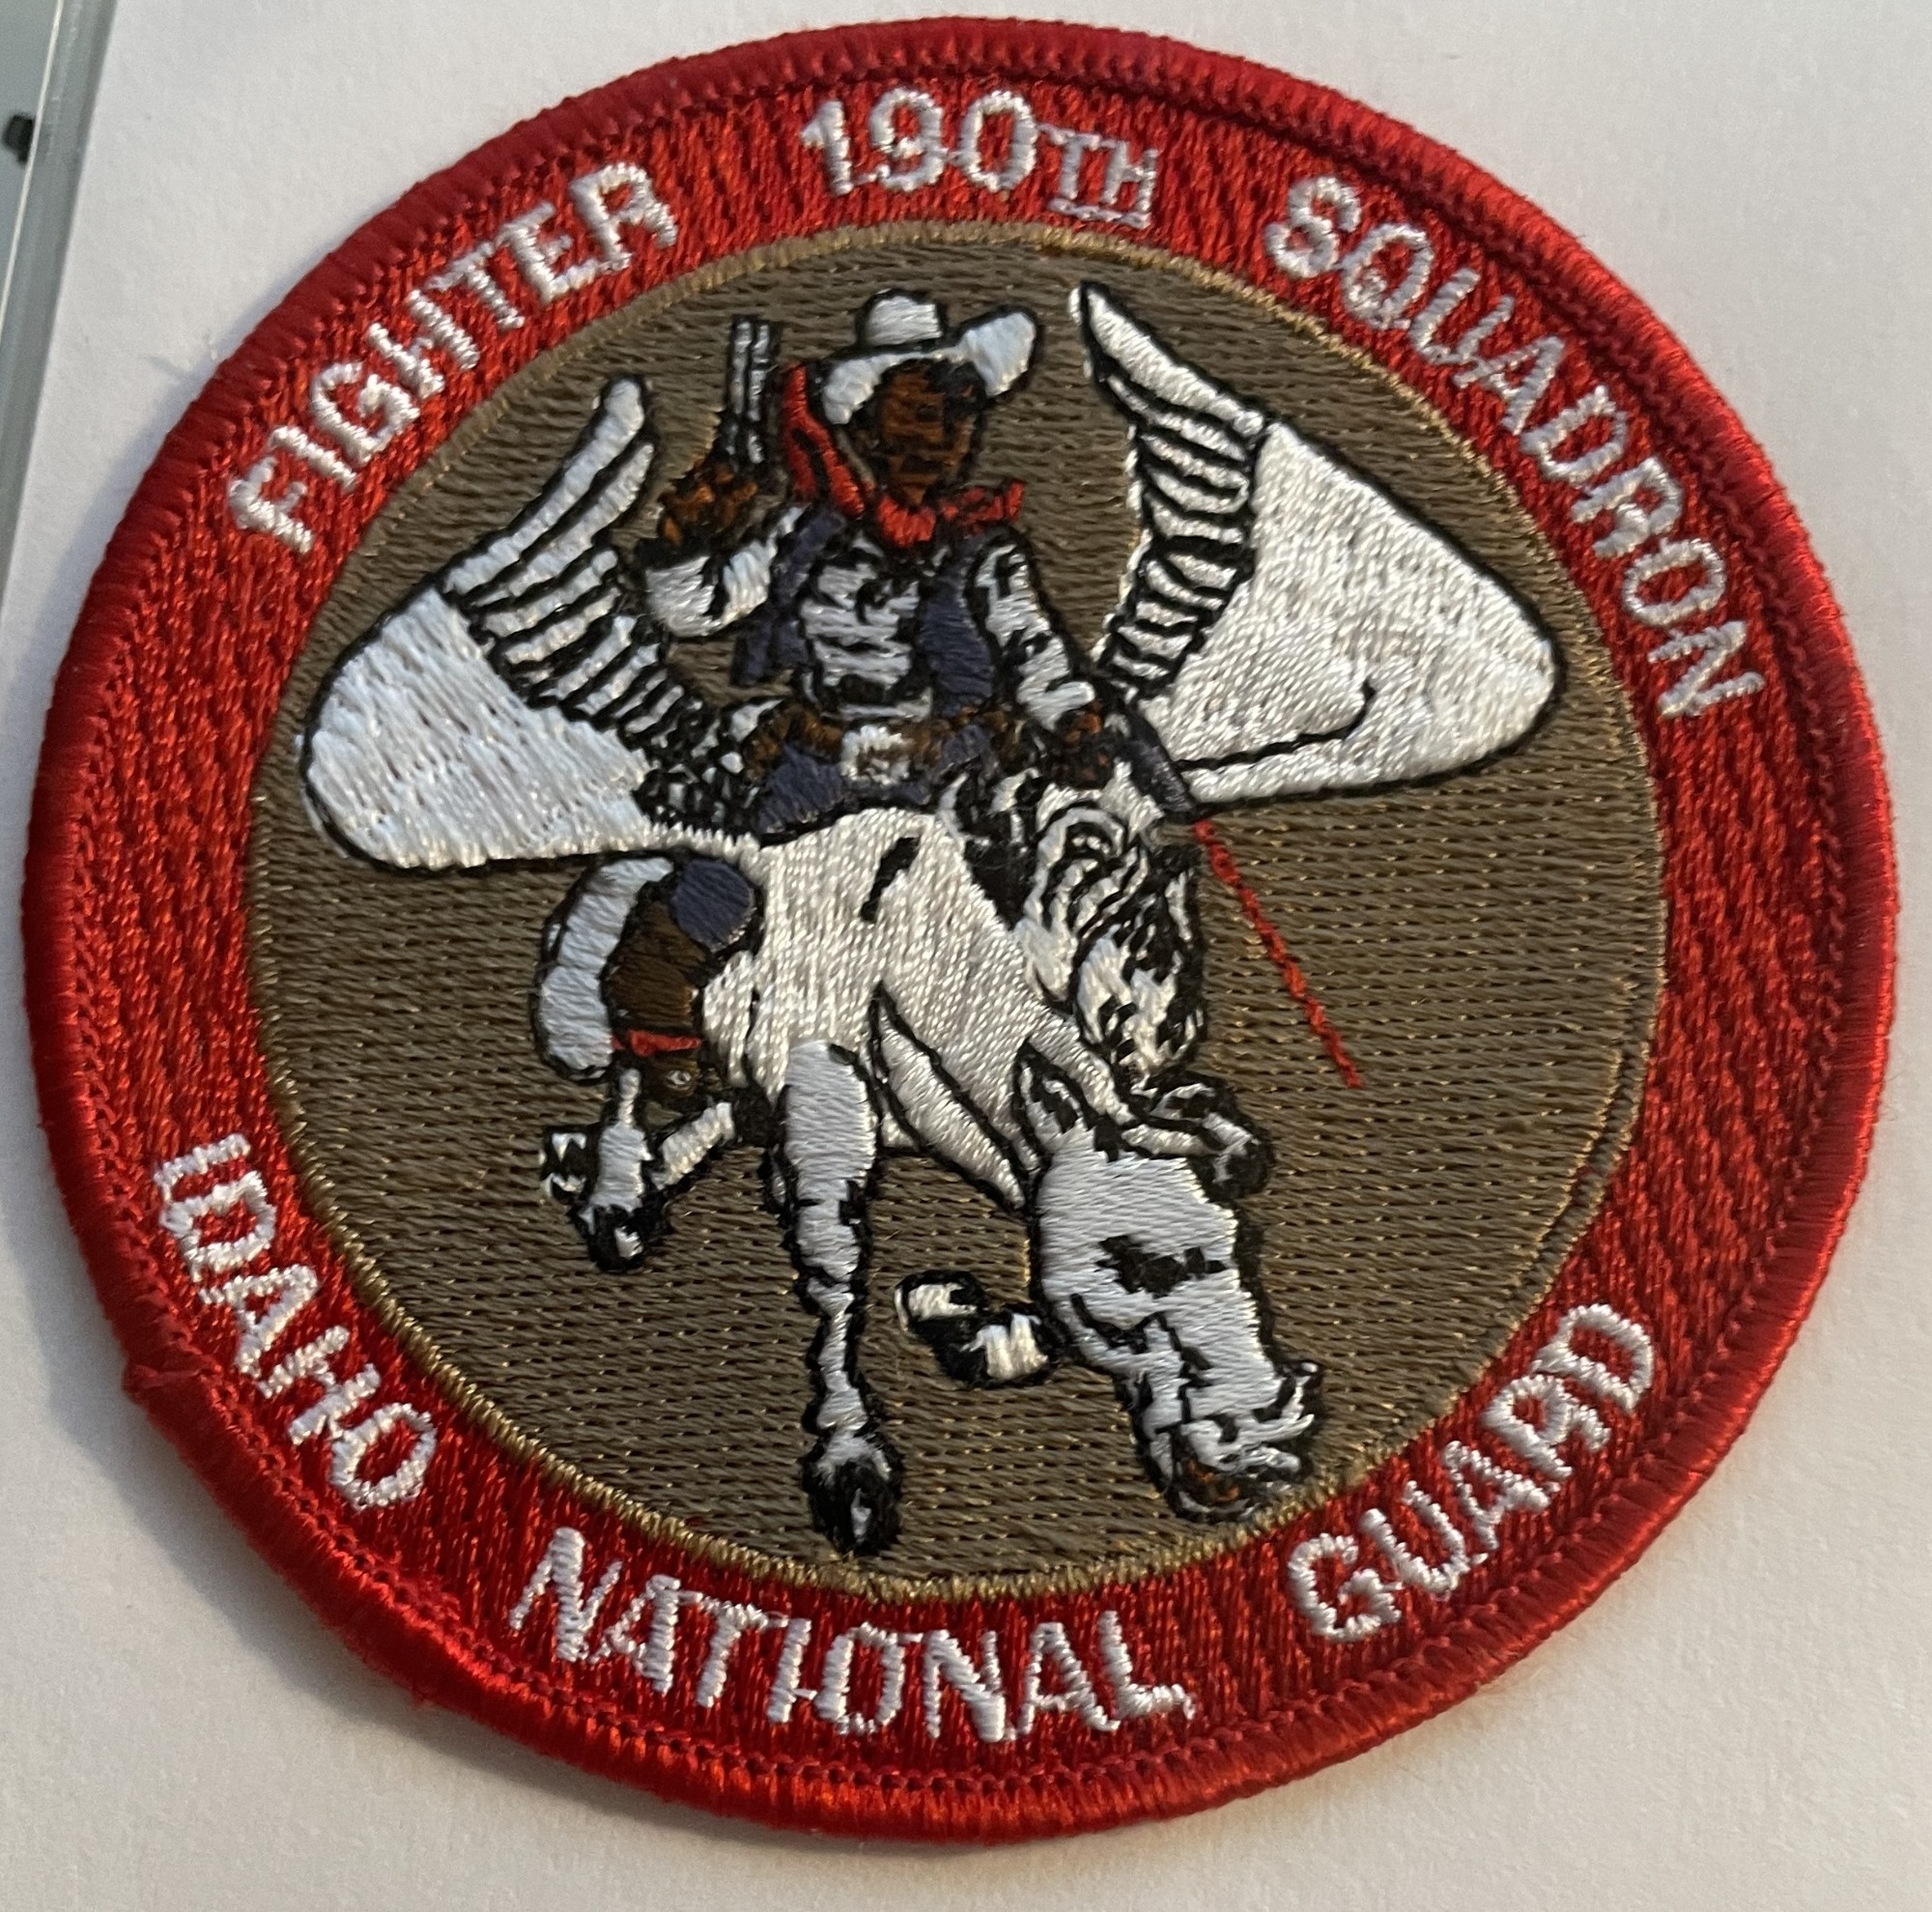 FIGHTER 190TH SQUADRON
IDAHO NATIONAL GUARD